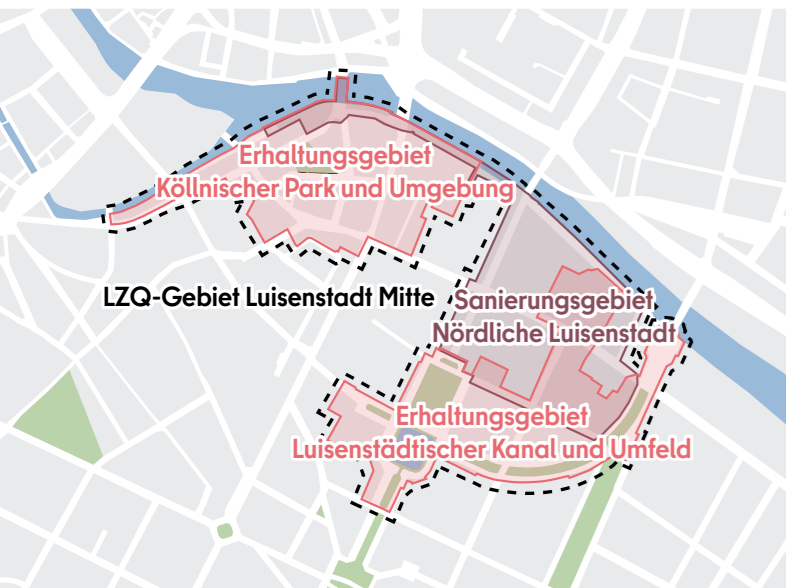 Erhaltungsgebiet
Köllnischer Park und Umgebung
LZQ-Gebiet Luisenstadt Mitte
Sanierungsgebiet
Nördliche Luisenstadt
Erhaltungsgebiet
Luisenstädtischer Kanal und Umfeld